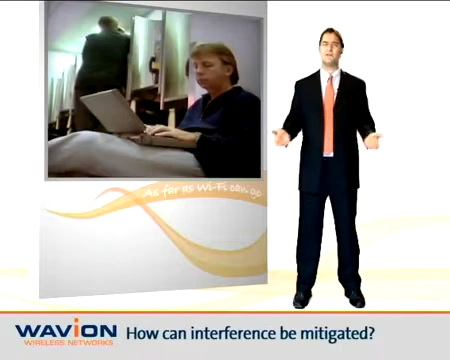 As far as Wi-Fi can go
WAVION
WIRELESS NETWORKS
How can interference be mitigated?